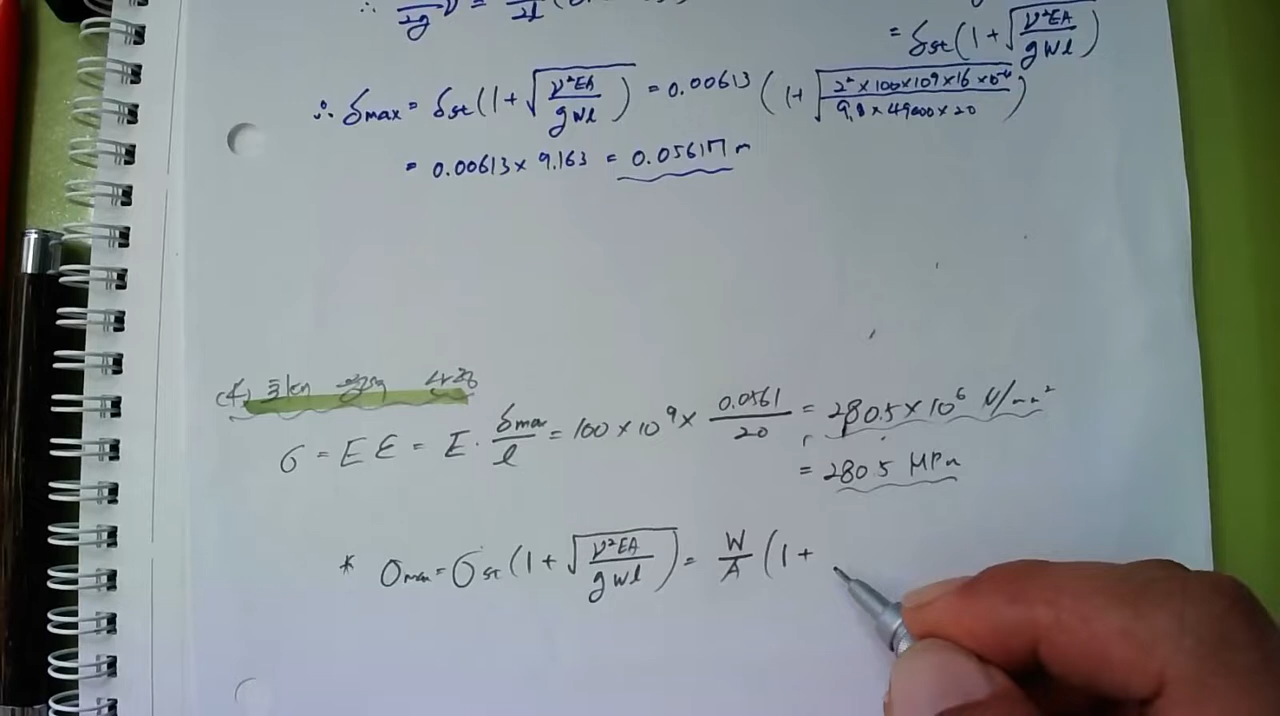 = δst(1+√(V²EA/gWl))
∴ δmax = δst(1+√(V²EA/gWl)) = 0.00613(1+√(2²×100×10⁹×16×10⁻⁴/9.8×49000×20))
= 0.00613×9.163 = 0.05617 m
σ = Eε = E·δmax/l = 100×10⁹×0.0561/20 = 280.5×10⁶ N/m²
= 280.5 MPa
* σmax = σst(1+√(V²EA/gWl)) = W/A(1+